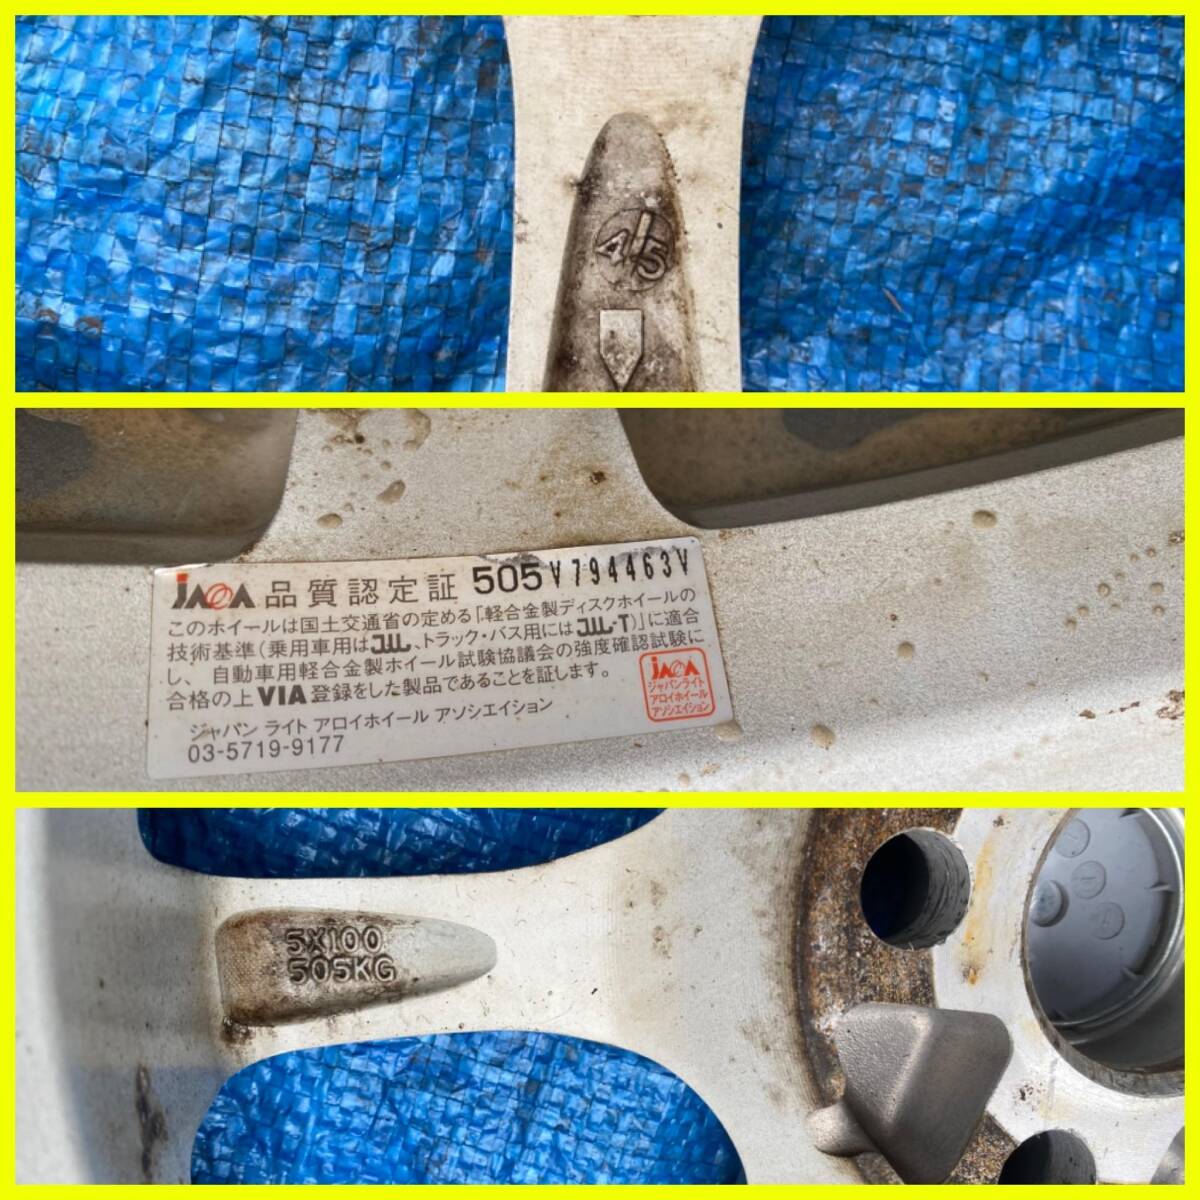 4/5
JAWA 品質認定証 505 V794463V
このホイールは国土交通省の定める「軽合金製ディスクホイールの
技術基準(乗用車用はJWL、トラック・バス用にはJWL-T)」に適合
し、自動車用軽合金製ホイール試験協議会の強度確認試験に
合格の上VIA登録をした製品であることを証します。
JAWA
ジャパンライト
アロイホイール
アソシエイション
ジャパン ライト アロイホイール アソシエイション
03-5719-9177
5X100
505KG